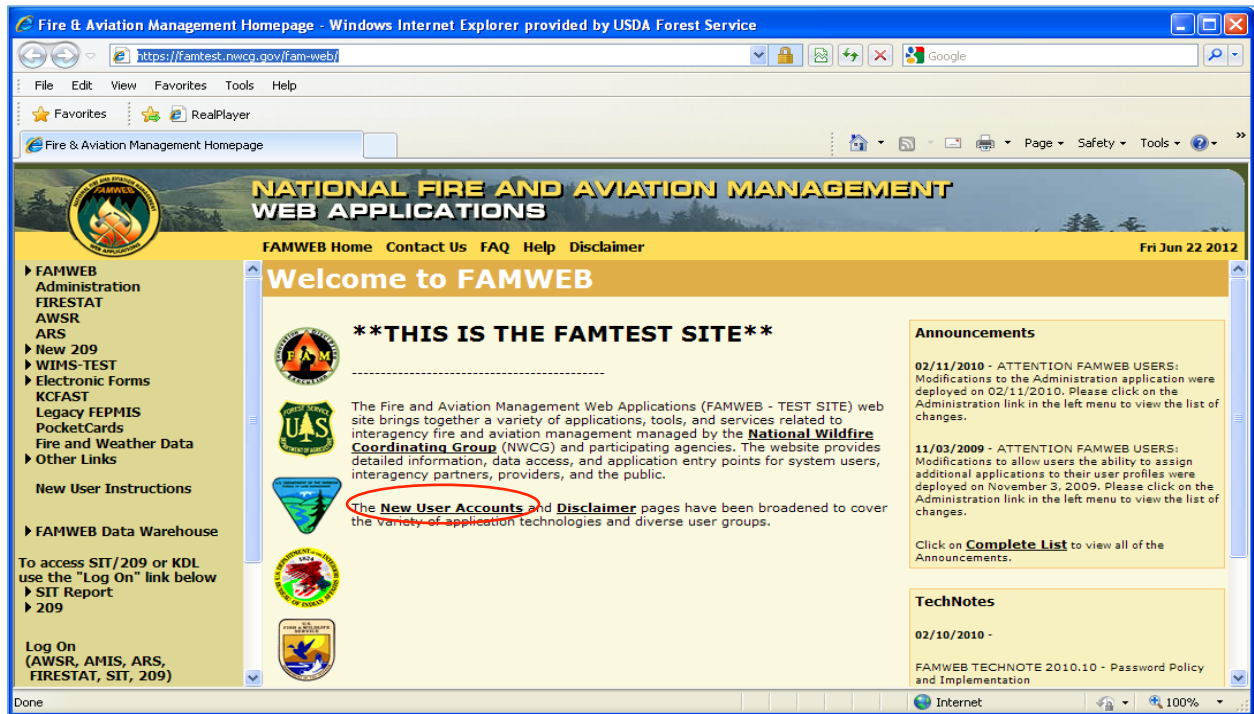 Fire & Aviation Management Homepage - Windows Internet Explorer provided by USDA Forest Service
https://famtest.nwcg.gov/fam-web/
Google
File Edit View Favorites Tools Help
Favorites RealPlayer
Fire & Aviation Management Homepage
Page Safety Tools
FAMWEB
WEB APPLICATIONS
NATIONAL FIRE AND AVIATION MANAGEMENT
WEB APPLICATIONS
FAMWEB Home Contact Us FAQ Help Disclaimer
Fri Jun 22 2012
FAMWEB
Administration
FIRESTAT
AWSR
ARS
New 209
WIMS-TEST
Electronic Forms
KCFAST
Legacy FEPMIS
PocketCards
Fire and Weather Data
Other Links
New User Instructions
FAMWEB Data Warehouse
To access SIT/209 or KDL
use the "Log On" link below
SIT Report
209
Log On
(AWSR, AMIS, ARS,
FIRESTAT, SIT, 209)
Welcome to FAMWEB
**THIS IS THE FAMTEST SITE**
------------------------------------------
The Fire and Aviation Management Web Applications (FAMWEB - TEST SITE) web
site brings together a variety of applications, tools, and services related to
interagency fire and aviation management managed by the National Wildfire
Coordinating Group (NWCG) and participating agencies. The website provides
detailed information, data access, and application entry points for system users,
interagency partners, providers, and the public.
The New User Accounts and Disclaimer pages have been broadened to cover
the variety of application technologies and diverse user groups.
FAM
FOREST SERVICE
UAS
DEPARTMENT OF AGRICULTURE
1824
U.S.
FISH & WILDLIFE
SERVICE
Announcements
02/11/2010 - ATTENTION FAMWEB USERS:
Modifications to the Administration application were
deployed on 02/11/2010. Please click on the
Administration link in the left menu to view the list of
changes.
11/03/2009 - ATTENTION FAMWEB USERS:
Modifications to allow users the ability to assign
additional applications to their user profiles were
deployed on November 3, 2009. Please click on the
Administration link in the left menu to view the list of
changes.
Click on Complete List to view all of the
Announcements.
TechNotes
02/10/2010 -
FAMWEB TECHNOTE 2010.10 - Password Policy
and Implementation
Done
Internet
100%